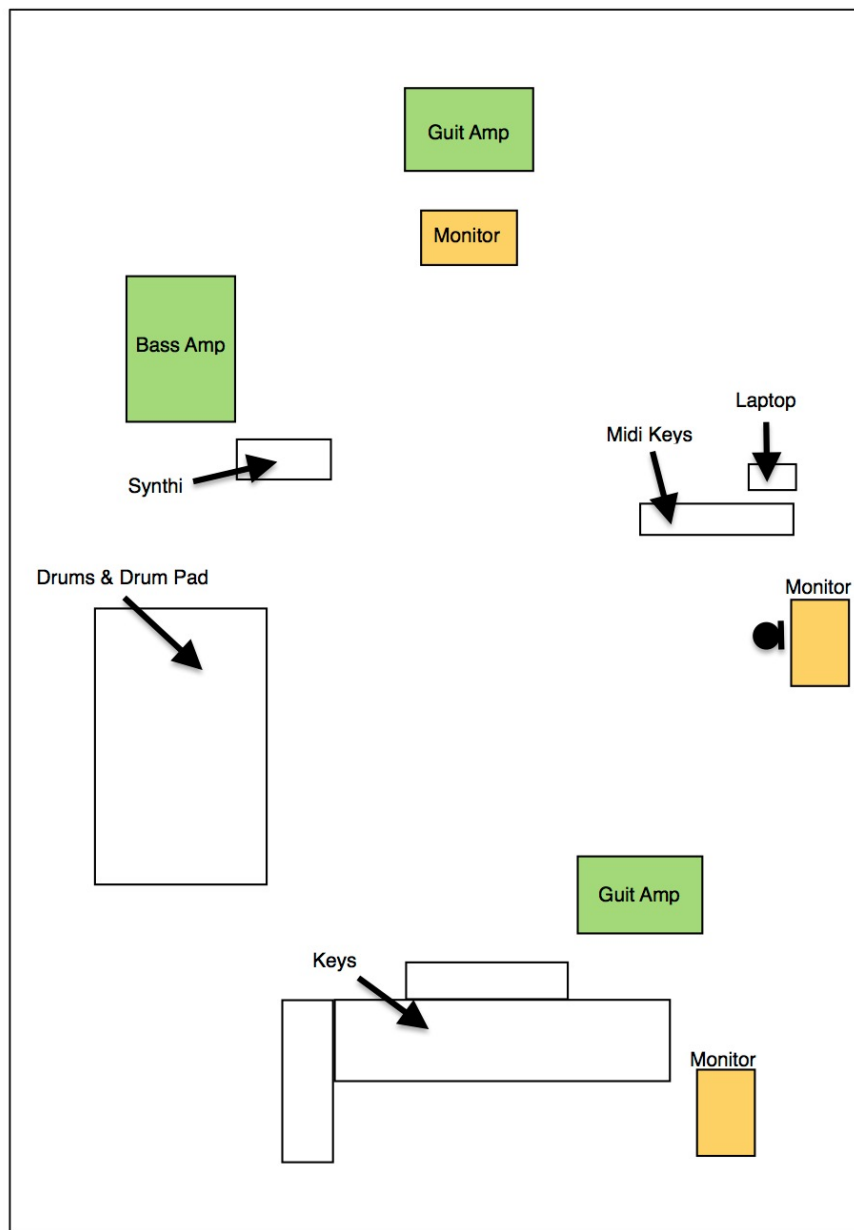 Guit Amp
Monitor
Bass Amp
Laptop
Midi Keys
Synthi
Drums & Drum Pad
Monitor
Guit Amp
Keys
Monitor